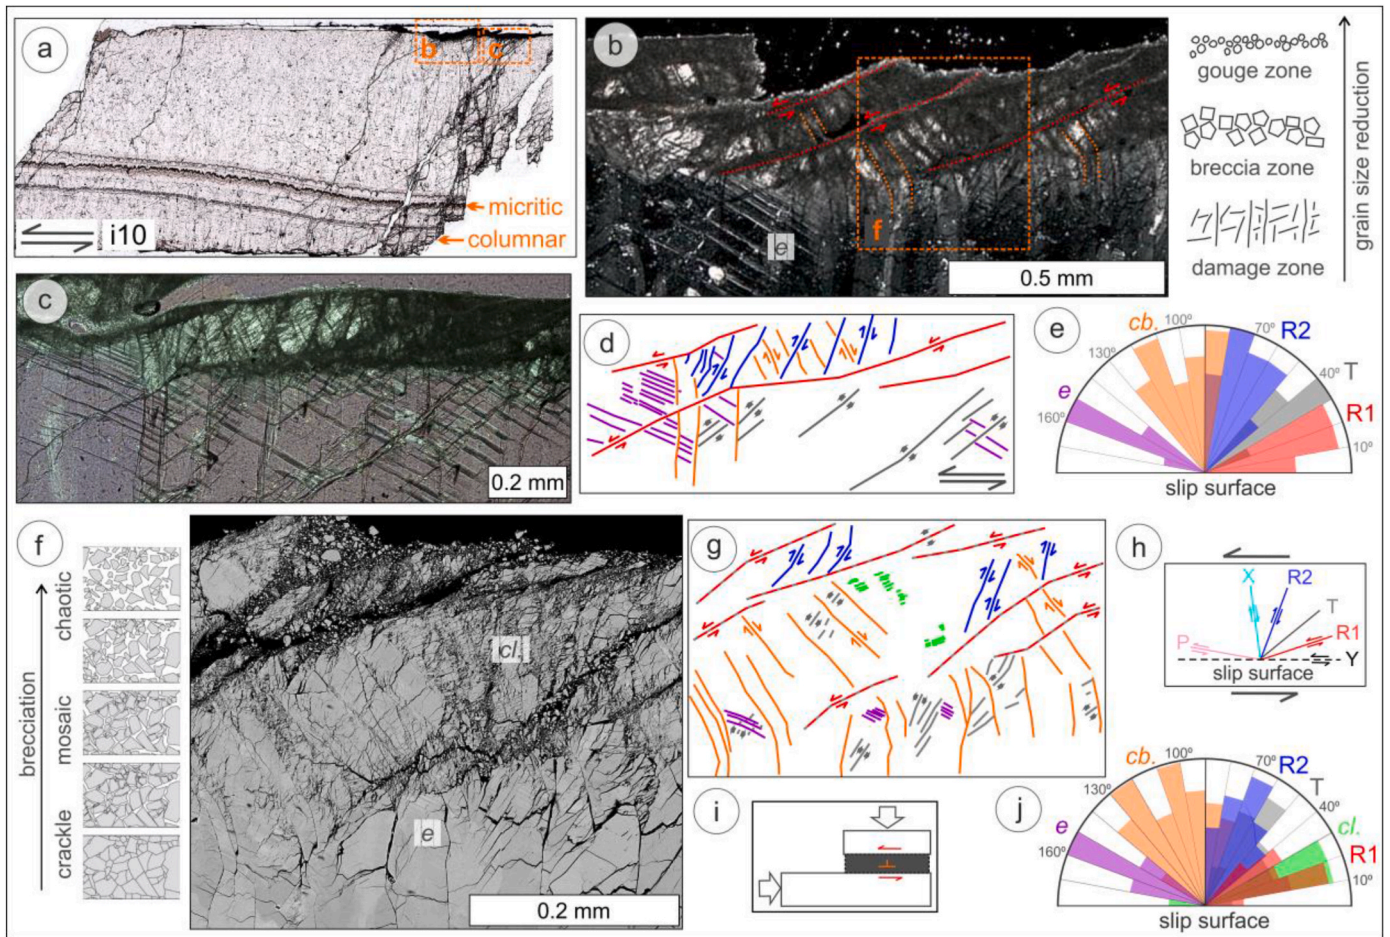 a
b
c
micritic
columnar
i10
b
e
f
0.5 mm
gouge zone
breccia zone
damage zone
grain size reduction
c
0.2 mm
d
e
e
160º
130º
cb.
100º
70º
R2
40º
T
R1
10º
slip surface
f
chaotic
mosaic
crackle
brecciation
cl.
e
0.2 mm
g
h
X
R2
T
R1
P
Y
slip surface
i
j
e
160º
130º
cb.
100º
70º
R2
T
40º
cl.
R1
10º
slip surface